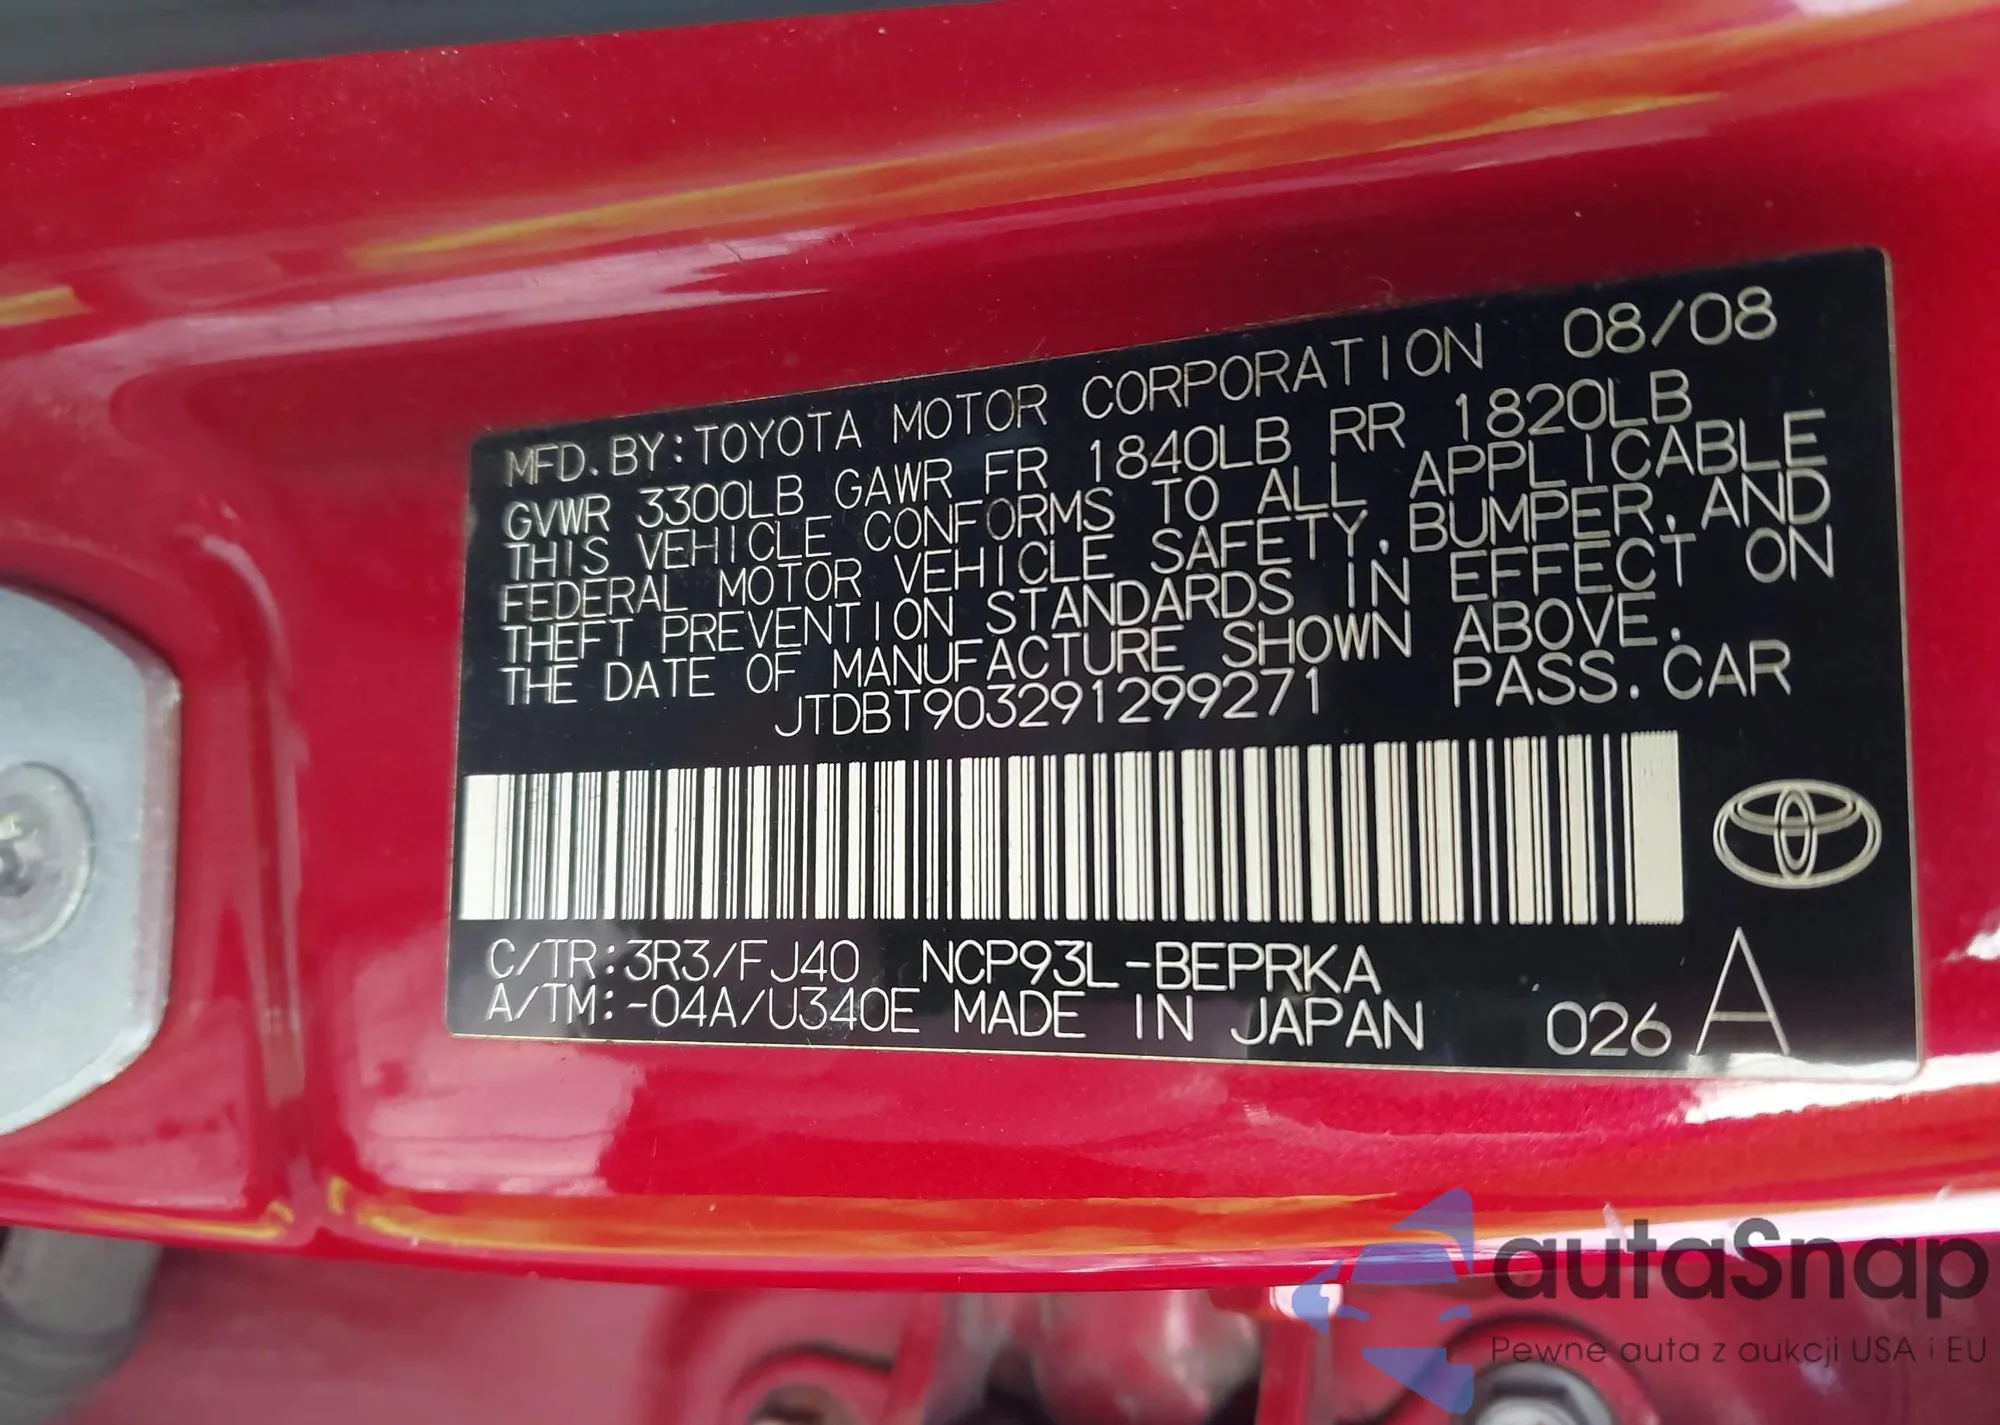 MFD. BY: TOYOTA MOTOR CORPORATION 08/08
GVWR 3300LB GAWR FR 1840LB RR 1820LB
THIS VEHICLE CONFORMS TO ALL APPLICABLE
FEDERAL MOTOR VEHICLE SAFETY, BUMPER, AND
THEFT PREVENTION STANDARDS IN EFFECT ON
THE DATE OF MANUFACTURE SHOWN ABOVE.
JTDBT903291299271 PASS. CAR
C/TR: 3R3/FJ40 NCP93L-BEPRKA
A/TM: -04A/U340E MADE IN JAPAN 026 A
autaSnap
Pewne auta z aukcji USA i EU